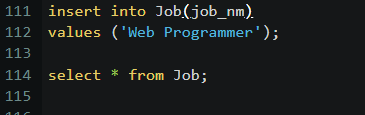 111 insert into Job(job_nm)
112 values ('Web Programmer');
113
114 select * from Job;
115